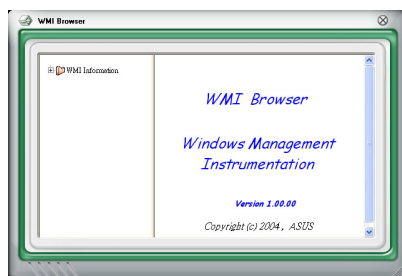 WMI Browser
WMI Information
WMI Browser
Windows Management
Instrumentation
Version 1.00.00
Copyright (c) 2004 , ASUS